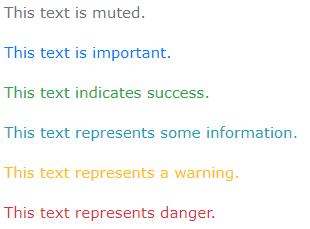 This text is muted.
This text is important.
This text indicates success.
This text represents some information.
This text represents a warning.
This text represents danger.